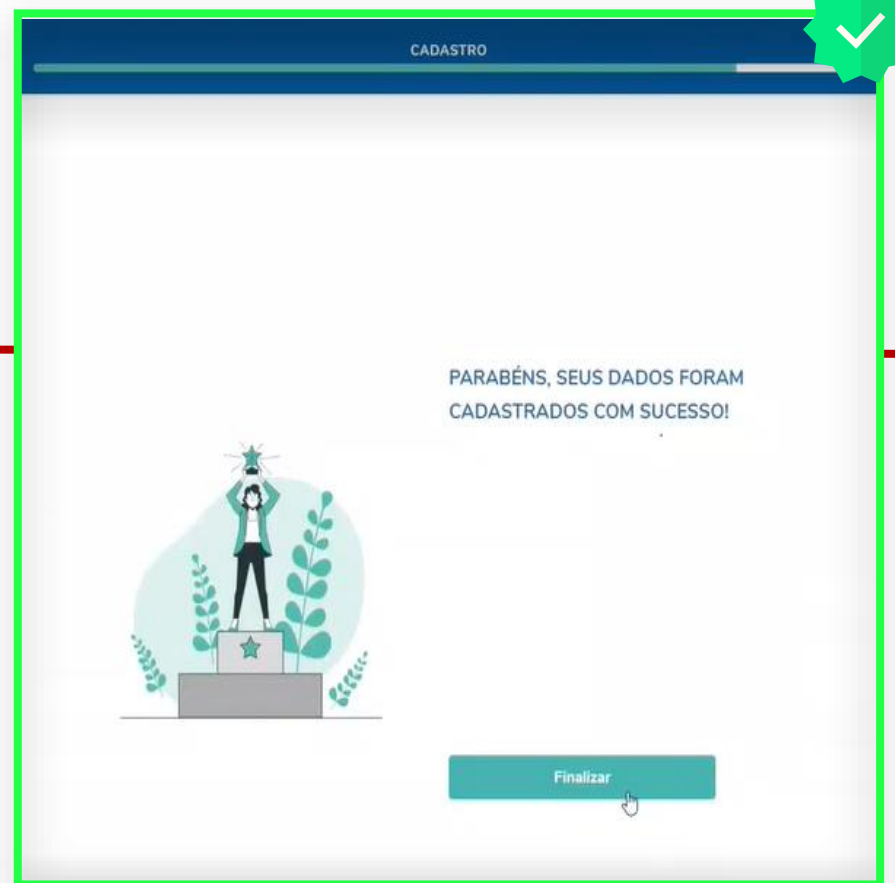 CADASTRO
PARABÉNS, SEUS DADOS FORAM
CADASTRADOS COM SUCESSO!
Finalizar